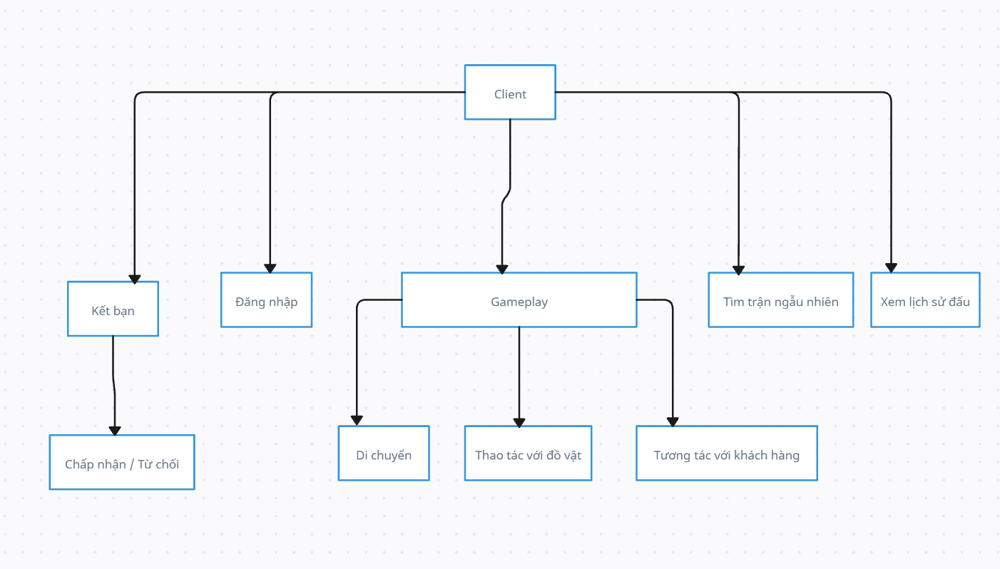 Client
Kết bạn
Đăng nhập
Gameplay
Tìm trận ngẫu nhiên
Xem lịch sử đấu
Chấp nhận / Từ chối
Di chuyển
Thao tác với đồ vật
Tương tác với khách hàng